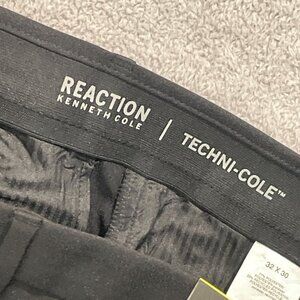 REACTION
KENNETH COLE
TECHNI-COLE™
32 X 30